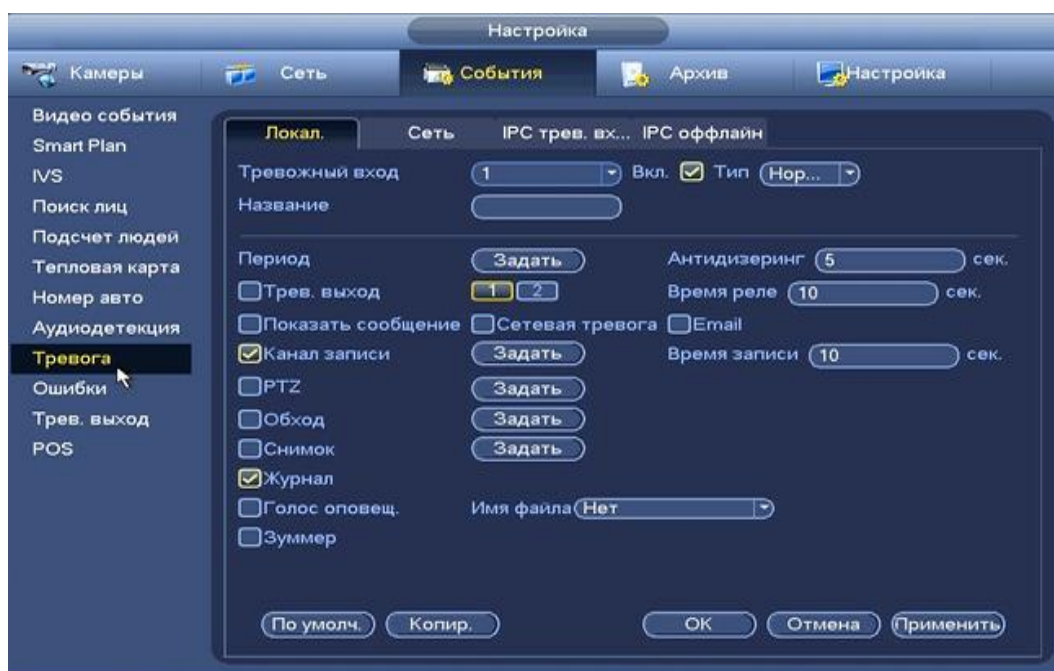 Настройка
Камеры Сеть События Архив Настройка
Видео события
Smart Plan
IVS
Поиск лиц
Подсчет людей
Тепловая карта
Номер авто
Аудиодетекция
Тревога
Ошибки
Трев. выход
POS
Локал. Сеть IPC трев. вх... IPC оффлайн
Тревожный вход 1 Вкл. Тип Нор...
Название
Период Задать Антидизеринг 5 сек.
Трев. выход 1 2 Время реле 10 сек.
Показать сообщение Сетевая тревога Email
Канал записи Задать Время записи 10 сек.
PTZ Задать
Обход Задать
Снимок Задать
Журнал
Голос оповещ. Имя файла Нет
Зуммер
По умолч. Копир. OK Отмена Применить